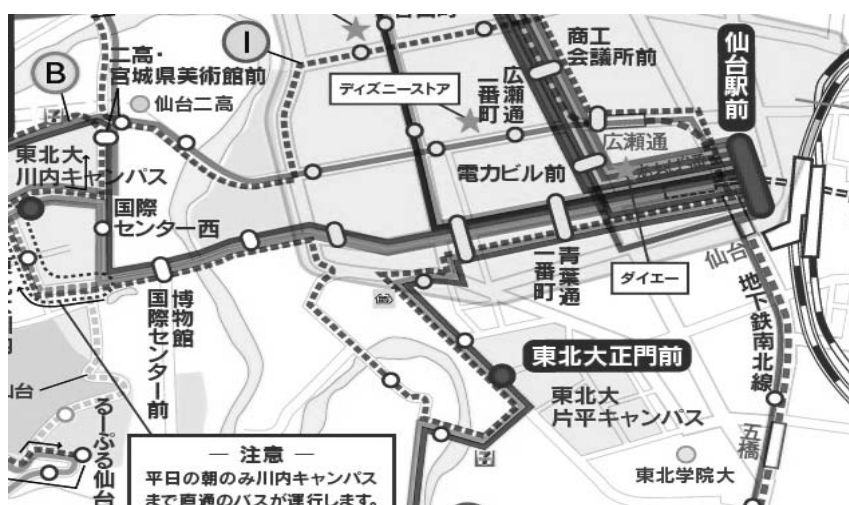 I
二高・
宮城県美術館前
B
仙台二高
ディズニーストア
広瀬通
一番町
商工
会議所前
仙台駅前
広瀬通
電力ビル前
東北大
川内キャンパス
国際
センター西
青葉通
一番町
仙台
ダイエー
地下鉄南北線
博物館
国際センター前
東北大正門前
東北大
片平キャンパス
五橋
東北学院大
るーぷる仙台
― 注意 ―
平日の朝のみ川内キャンパス
まで直通のバスが運行します。